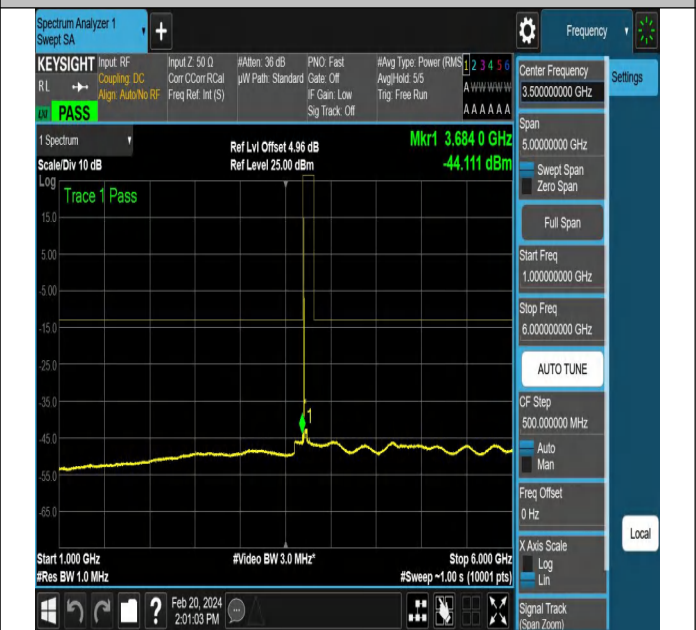 Spectrum Analyzer 1
Swept SA
+
Frequency
KEYSIGHT
RL
PASS
Input: RF
Coupling: DC
Align: Auto/No RF
Input Z: 50 Ω
Corr CCorr RCal
Freq Ref: Int (S)
#Atten: 36 dB
µW Path: Standard
PNO: Fast
Gate: Off
IF Gain: Low
Sig Track: Off
#Avg Type: Power (RMS
Avg|Hold: 5/5
Trig: Free Run
1 2 3 4 5 6
A W W W W W
A A A A A A
1 Spectrum
Scale/Div 10 dB
Ref Lvl Offset 4.96 dB
Ref Level 25.00 dBm
Mkr1 3.684 0 GHz
-44.111 dBm
Log
Trace 1 Pass
15.0
5.00
-5.00
-15.0
-25.0
-35.0
-45.0
-55.0
-65.0
1
Start 1.000 GHz
#Res BW 1.0 MHz
#Video BW 3.0 MHz*
Stop 6.000 GHz
#Sweep ~1.00 s (10001 pts)
Center Frequency
3.500000000 GHz
Settings
Span
5.00000000 GHz
Swept Span
Zero Span
Full Span
Start Freq
1.000000000 GHz
Stop Freq
6.000000000 GHz
AUTO TUNE
CF Step
500.000000 MHz
Auto
Man
Freq Offset
0 Hz
X Axis Scale
Log
Lin
Local
Signal Track
(Span Zoom)
?
Feb 20, 2024
2:01:03 PM